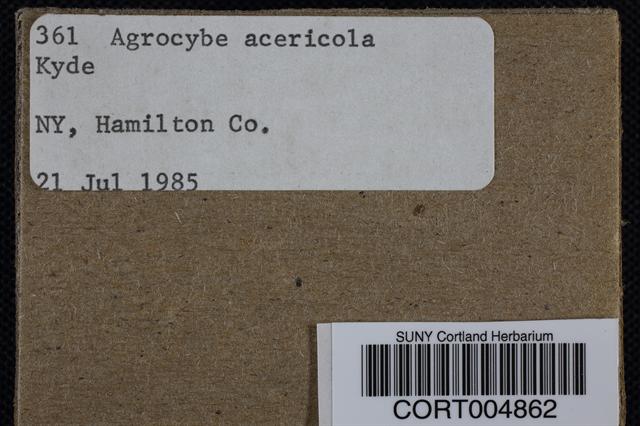 361 Agrocybe acericola
Kyde
NY, Hamilton Co.
21 Jul 1985
SUNY Cortland Herbarium
CORT004862